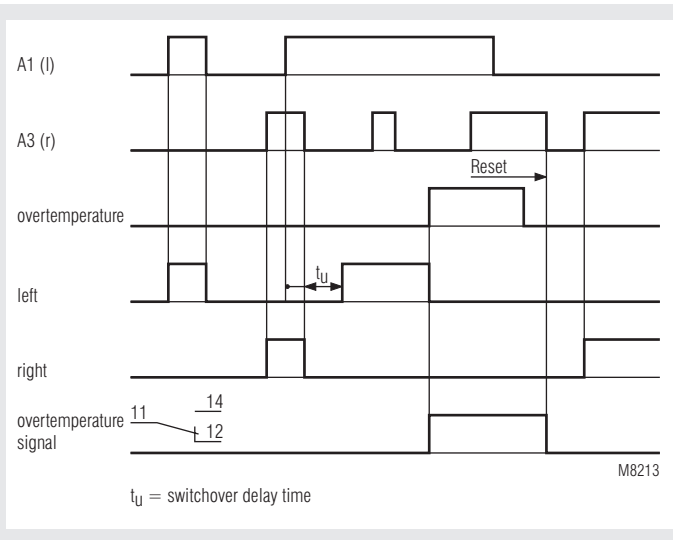 A1 (l)
A3 (r)
Reset
overtemperature
left
tu
right
overtemperature
signal
11
14
12
M8213
tu = switchover delay time